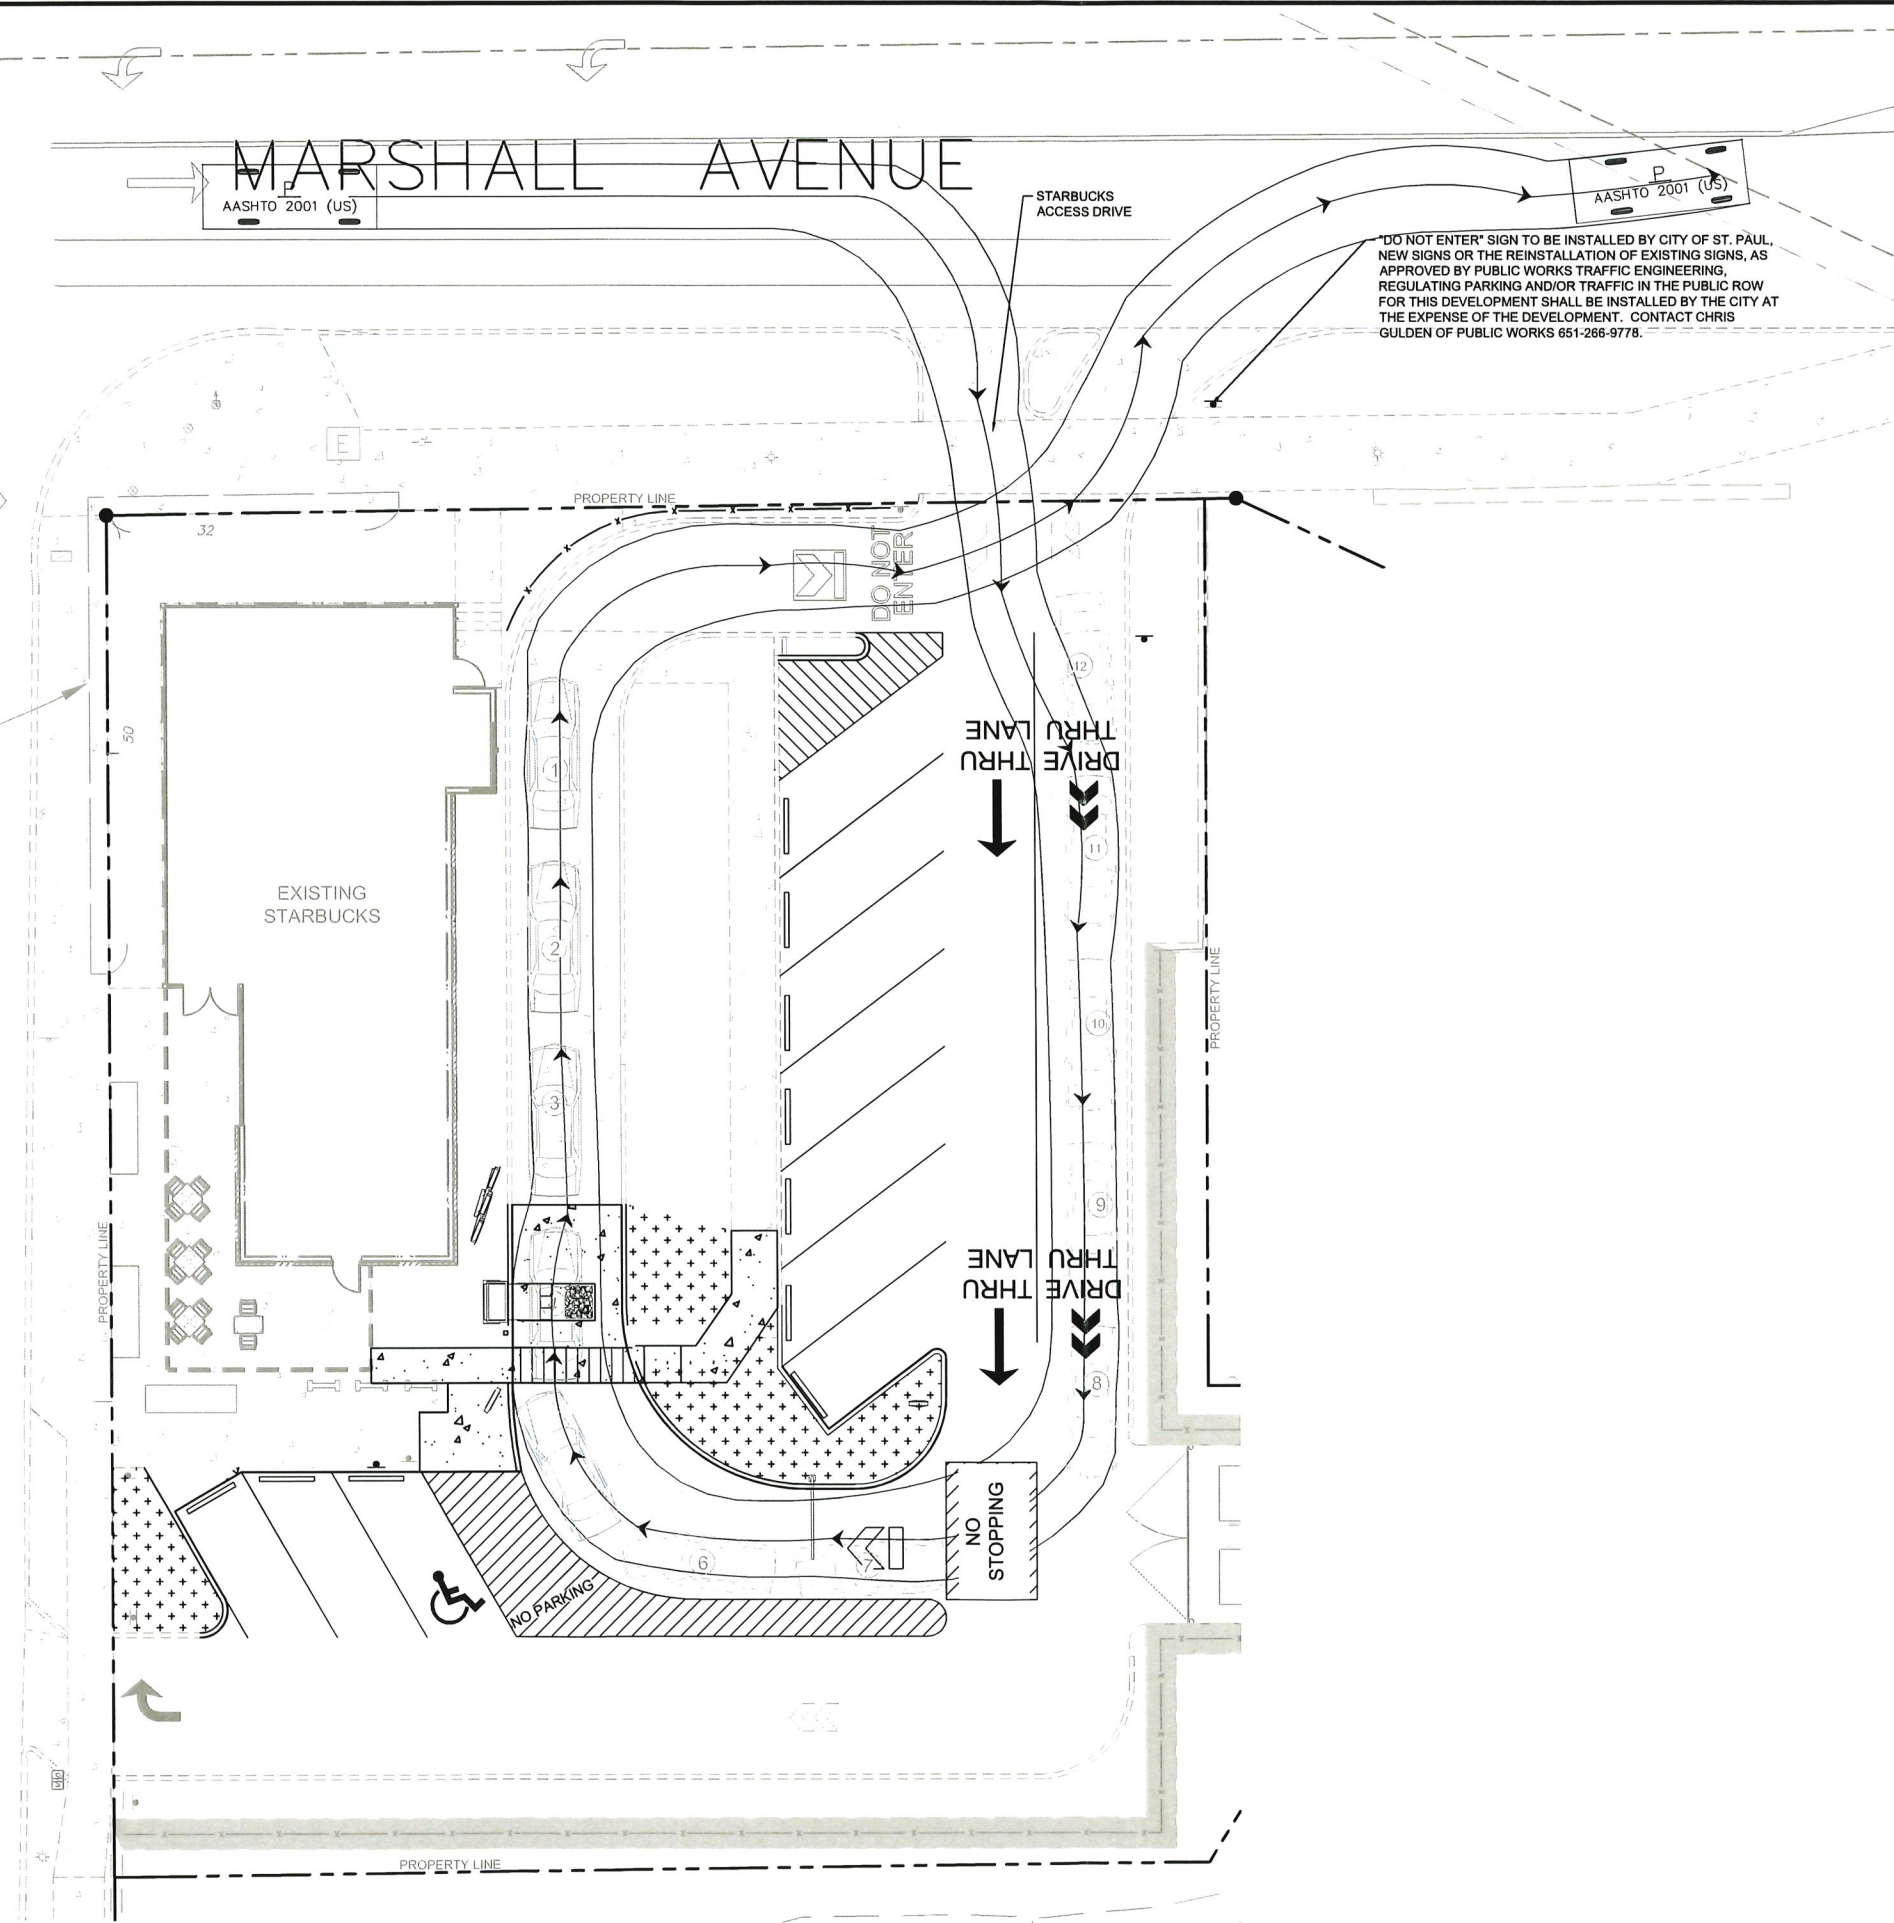 MARSHALL AVENUE
P
AASHTO 2001 (US)
STARBUCKS
ACCESS DRIVE
P
AASHTO 2001 (US)
"DO NOT ENTER" SIGN TO BE INSTALLED BY CITY OF ST. PAUL,
NEW SIGNS OR THE REINSTALLATION OF EXISTING SIGNS, AS
APPROVED BY PUBLIC WORKS TRAFFIC ENGINEERING,
REGULATING PARKING AND/OR TRAFFIC IN THE PUBLIC ROW
FOR THIS DEVELOPMENT SHALL BE INSTALLED BY THE CITY AT
THE EXPENSE OF THE DEVELOPMENT. CONTACT CHRIS
GULDEN OF PUBLIC WORKS 651-266-9778.
E
PROPERTY LINE
32
DO NOT
ENTER
12
50
DRIVE THRU
THRU LANE
1
11
EXISTING
STARBUCKS
2
PROPERTY LINE
10
3
9
PROPERTY LINE
DRIVE THRU
THRU LANE
8
NO
STOPPING
6
7
NO PARKING
PROPERTY LINE